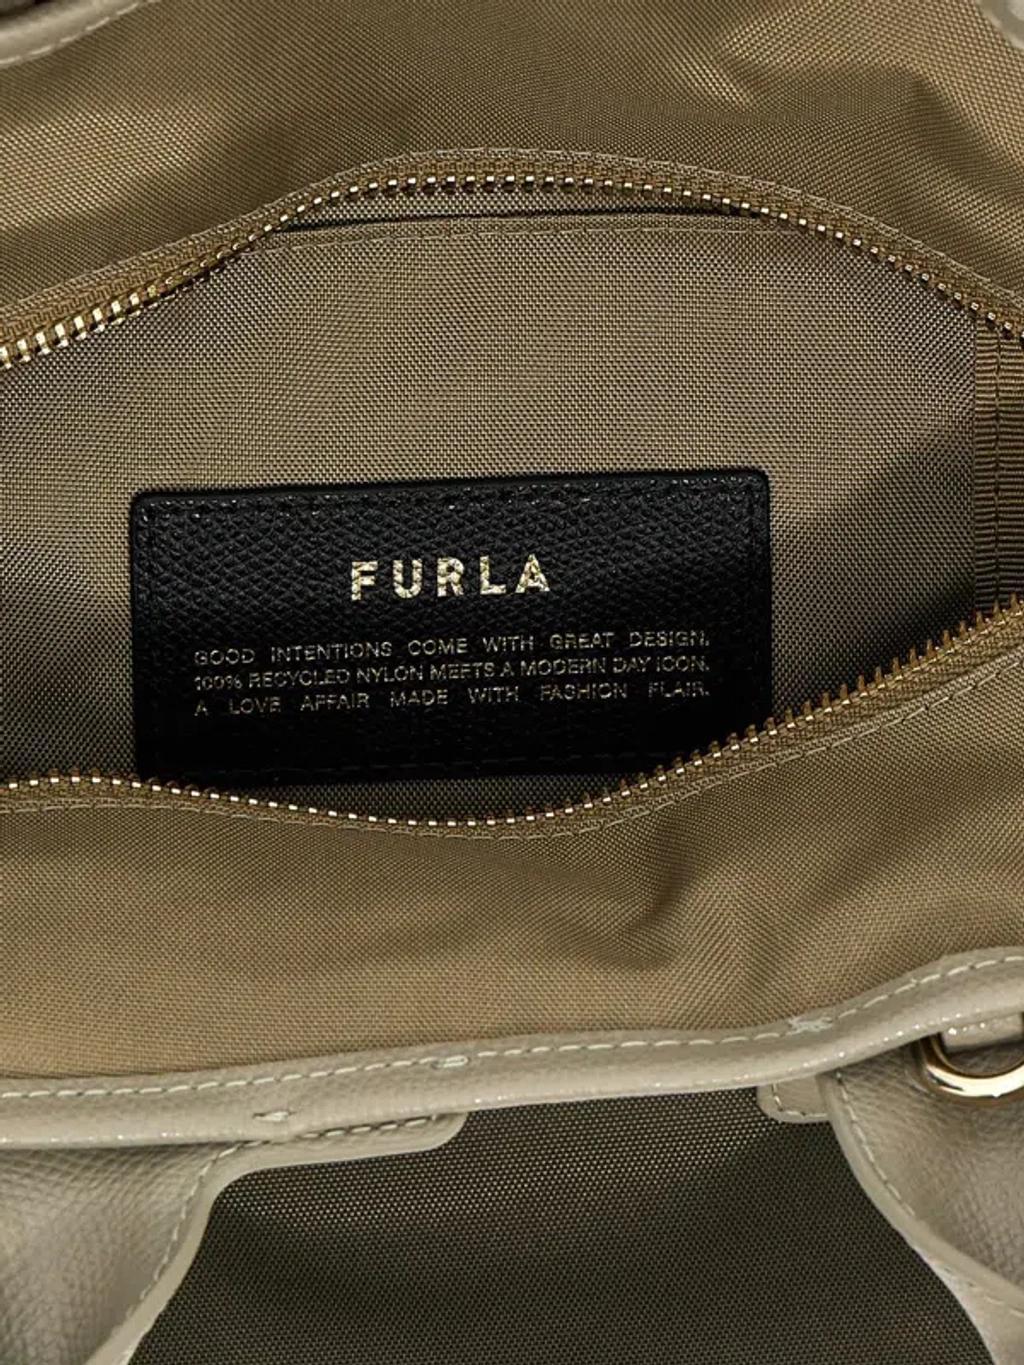 FURLA
GOOD INTENTIONS COME WITH GREAT DESIGN.
100% RECYCLED NYLON MEETS A MODERN DAY ICON.
A LOVE AFFAIR MADE WITH FASHION FLAIR.